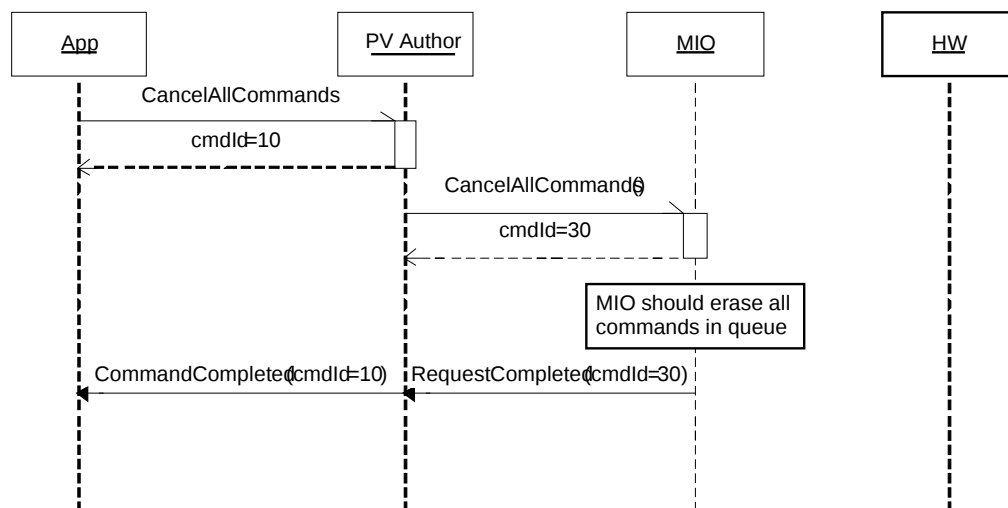 App
PV Author
MIO
HW
CancelAllCommands
cmdId=10
CancelAllCommands()
cmdId=30
MIO should erase all
commands in queue
CommandCompleted(cmdId=10)
RequestCompleted(cmdId=30)